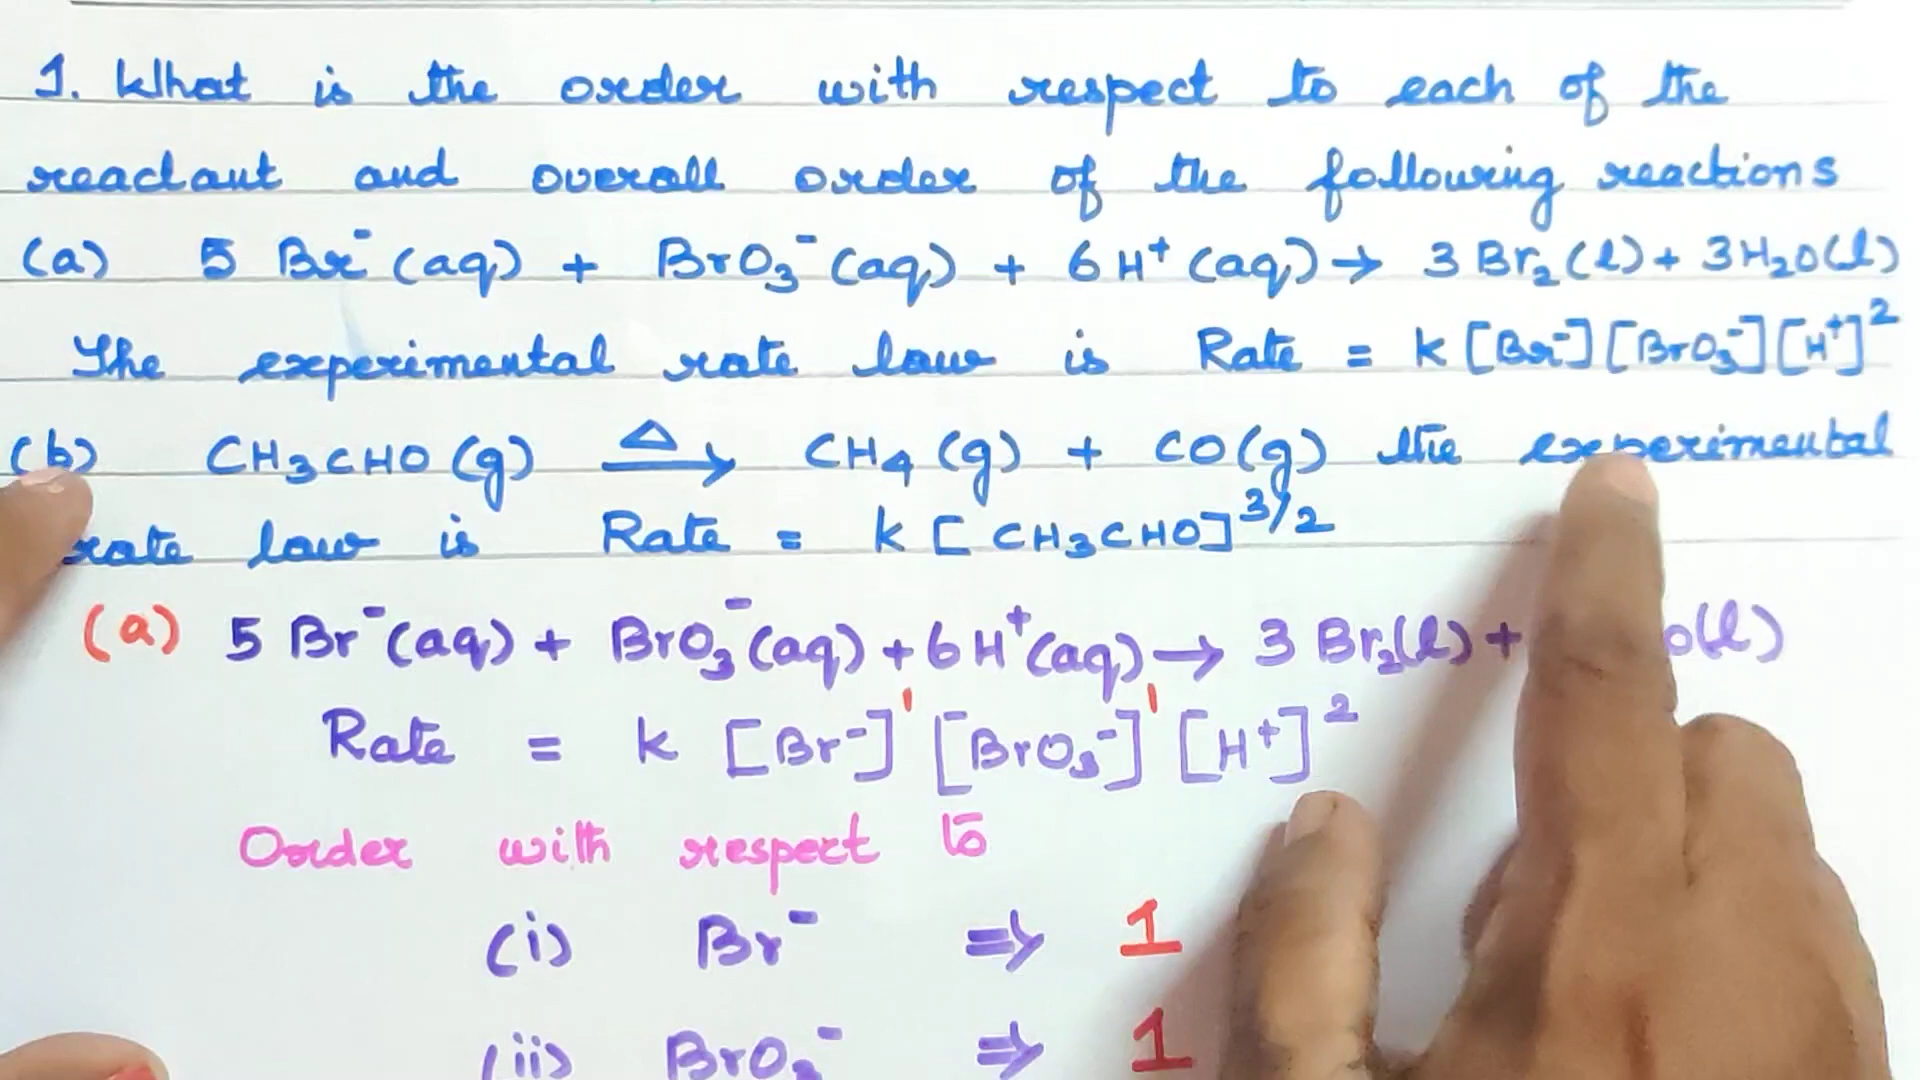 1. What is the order with respect to each of the
reactant and overall order of the following reactions
(a) 5 Br⁻ (aq) + BrO₃⁻ (aq) + 6 H⁺ (aq) → 3 Br₂ (l) + 3H₂O(l)
The experimental rate law is Rate = k [Br⁻] [BrO₃⁻] [H⁺]²
(b) CH₃CHO (g) Δ→ CH₄ (g) + CO(g) the experimental
rate law is Rate = k [CH₃CHO]³/²
(a) 5 Br⁻(aq) + BrO₃⁻(aq) + 6H⁺(aq) → 3 Br₂(l) + O(l)
Rate = k [Br⁻]¹ [BrO₃⁻]¹ [H⁺]²
Order with respect to
(i) Br⁻ ⇒ 1
(ii) BrO₃⁻ ⇒ 1